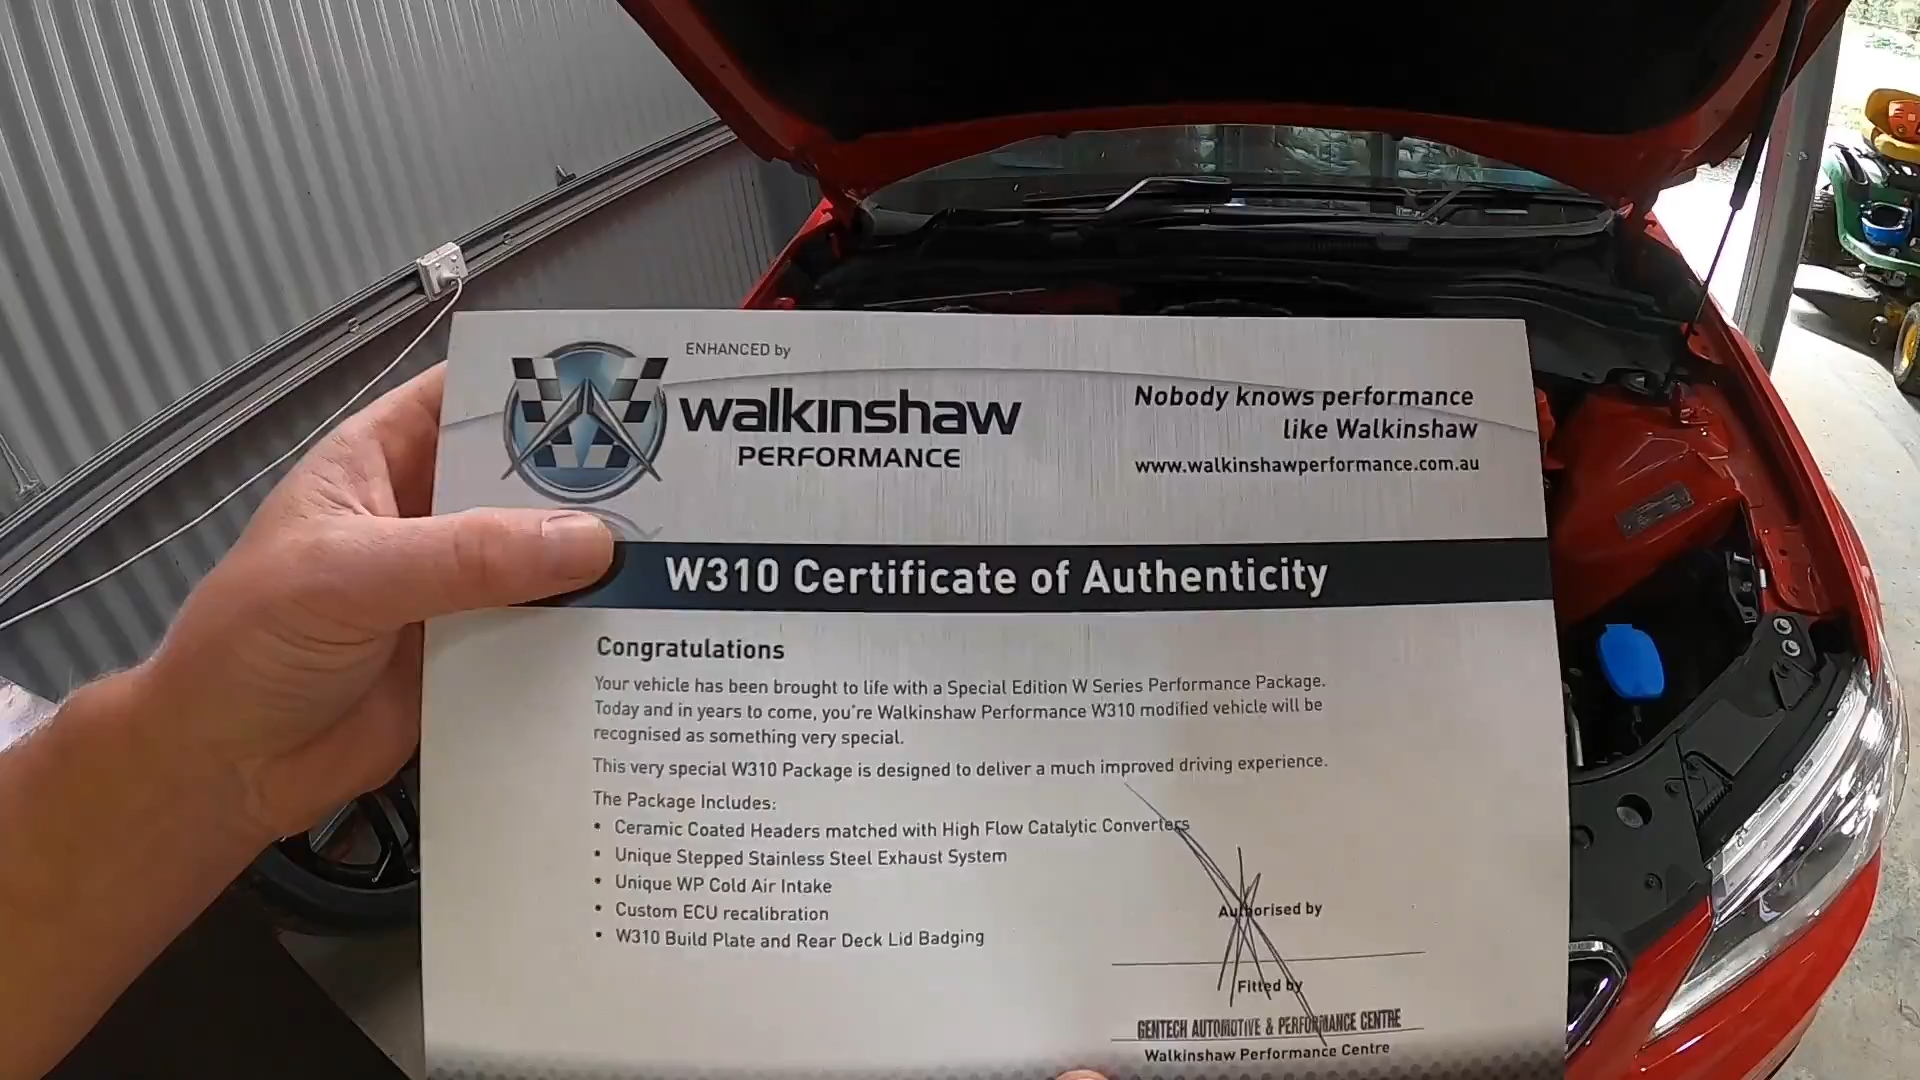 ENHANCED by
walkinshaw
PERFORMANCE
Nobody knows performance
like Walkinshaw
www.walkinshawperformance.com.au
W310 Certificate of Authenticity
Congratulations
Your vehicle has been brought to life with a Special Edition W Series Performance Package.
Today and in years to come, you're Walkinshaw Performance W310 modified vehicle will be
recognised as something very special.
This very special W310 Package is designed to deliver a much improved driving experience.
The Package Includes:
• Ceramic Coated Headers matched with High Flow Catalytic Converters
• Unique Stepped Stainless Steel Exhaust System
• Unique WP Cold Air Intake
• Custom ECU recalibration
• W310 Build Plate and Rear Deck Lid Badging
Authorised by
Fitted by
GENTECH AUTOMOTIVE & PERFORMANCE CENTRE
Walkinshaw Performance Centre